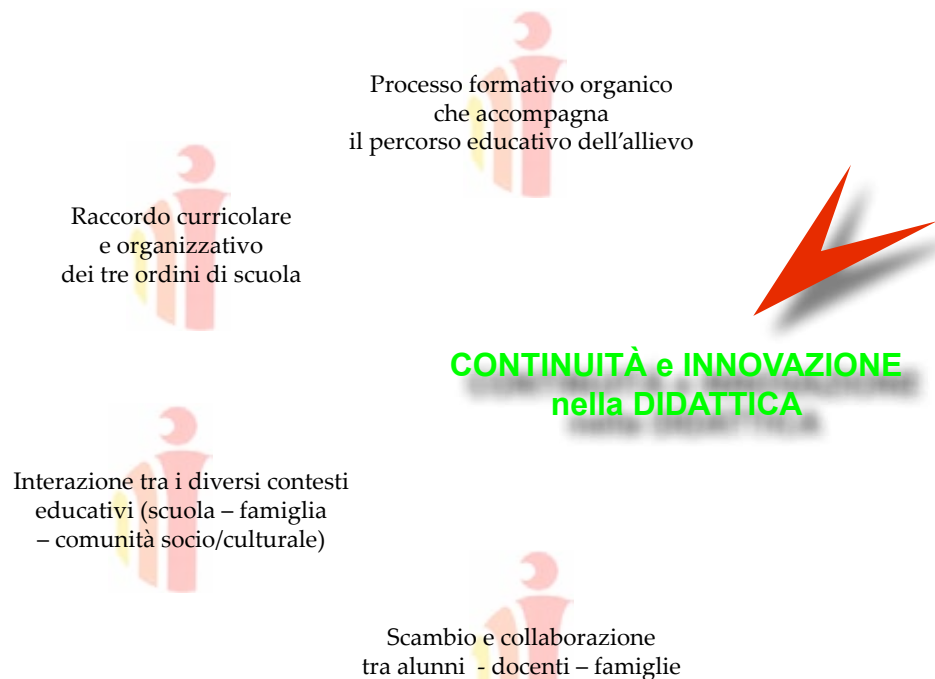 Processo formativo organico
che accompagna
il percorso educativo dell’allievo
Raccordo curricolare
e organizzativo
dei tre ordini di scuola
CONTINUITÀ e INNOVAZIONE
nella DIDATTICA
Interazione tra i diversi contesti
educativi (scuola – famiglia
– comunità socio/culturale)
Scambio e collaborazione
tra alunni - docenti – famiglie